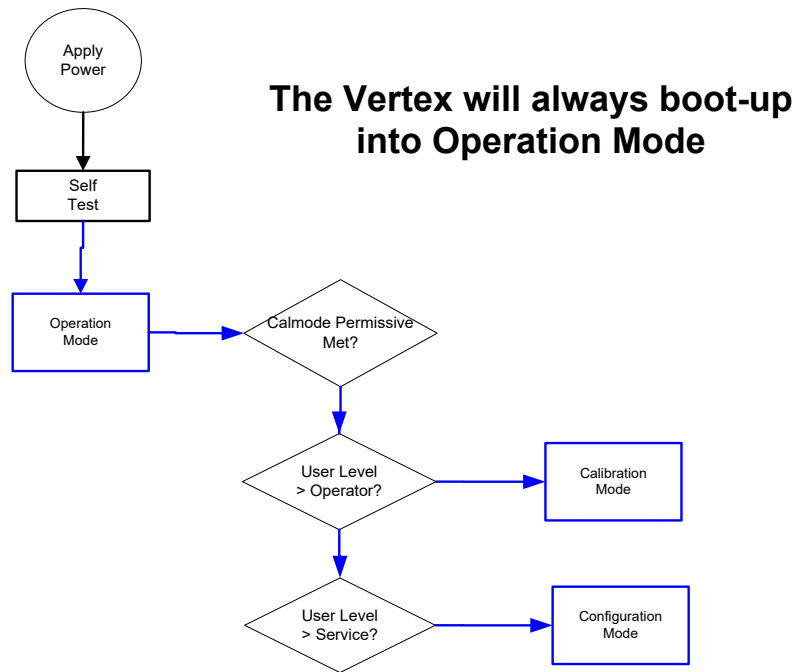 Apply
Power
The Vertex will always boot-up
into Operation Mode
Self
Test
Operation
Mode
Calmode Permissive
Met?
User Level
> Operator?
Calibration
Mode
User Level
> Service?
Configuration
Mode